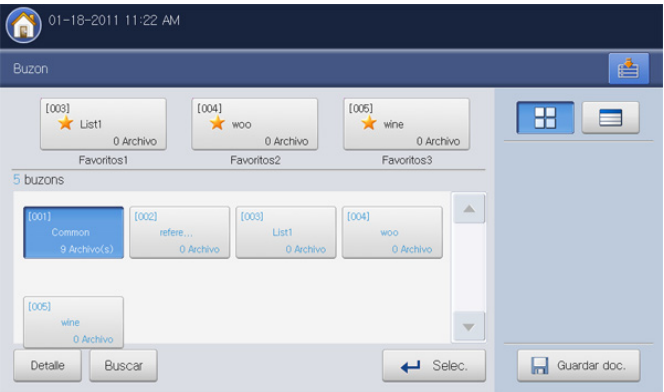 01-18-2011 11:22 AM
Buzon
[003]
List1
0 Archivo
Favoritos1
[004]
woo
0 Archivo
Favoritos2
[005]
wine
0 Archivo
Favoritos3
5 buzons
[001]
Common
9 Archivo(s)
[002]
refere...
0 Archivo
[003]
List1
0 Archivo
[004]
woo
0 Archivo
[005]
wine
0 Archivo
Detalle
Buscar
Selec.
Guardar doc.